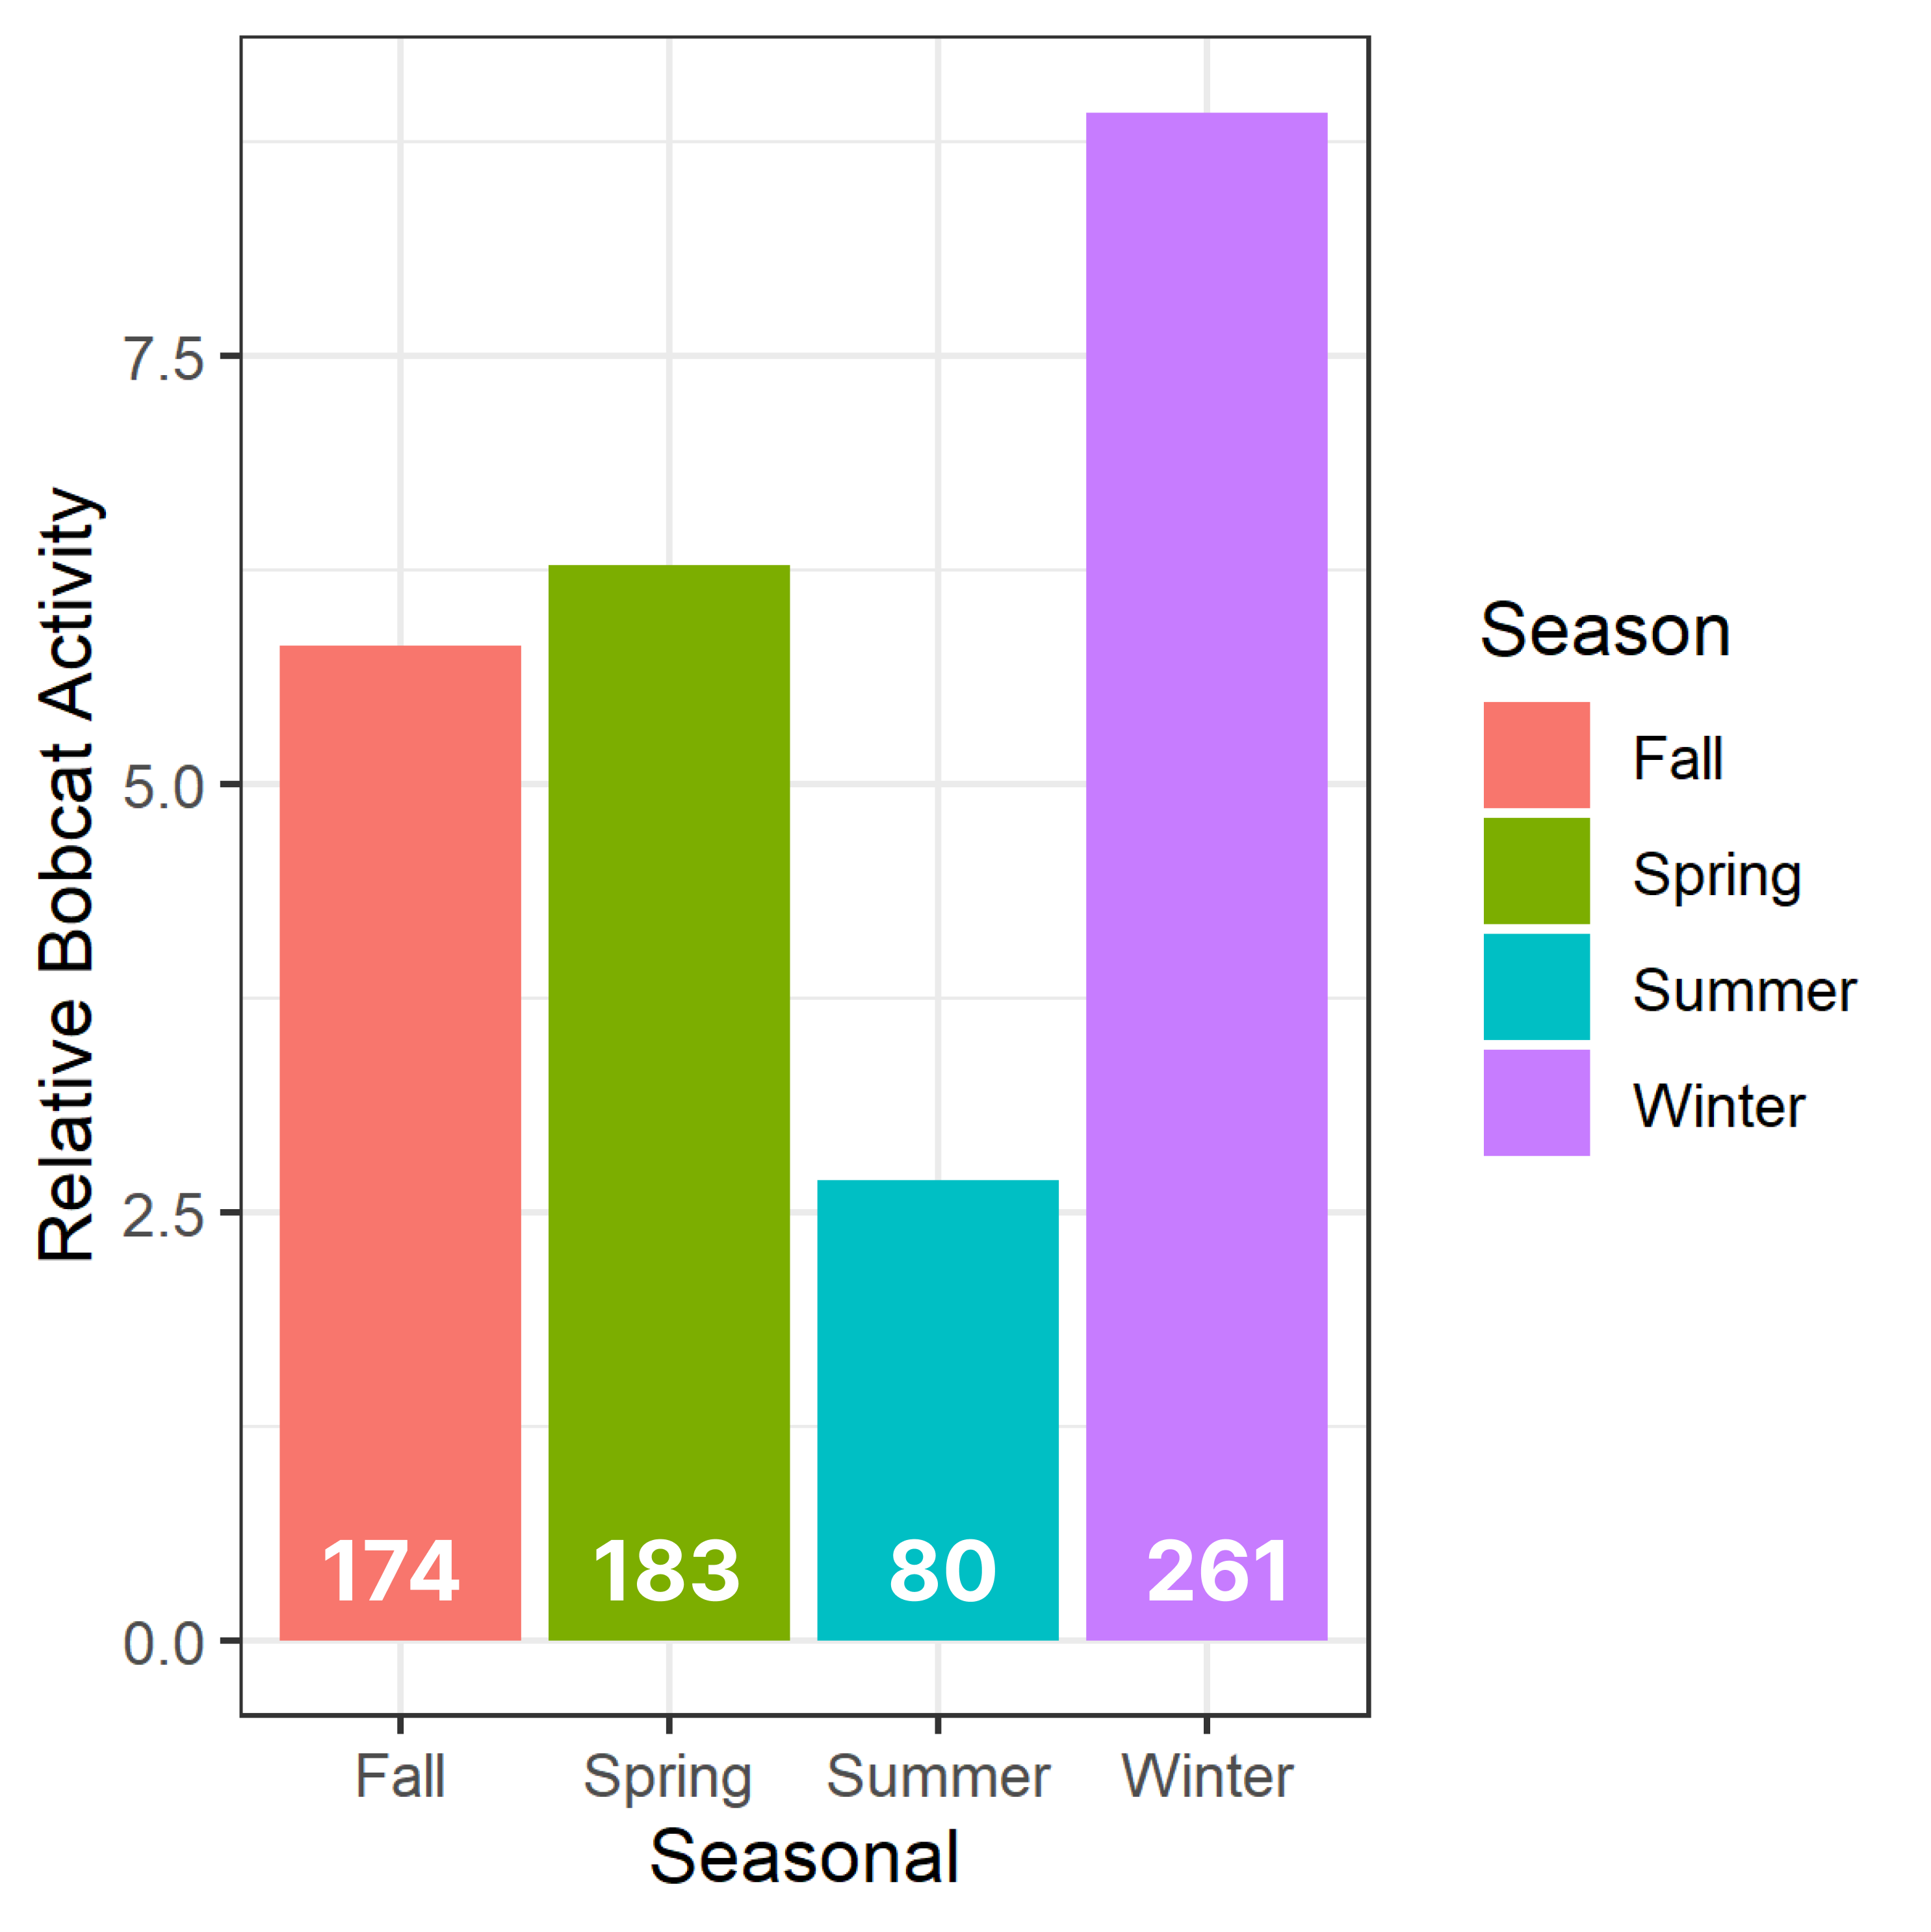 Relative Bobcat Activity
7.5
5.0
2.5
0.0
174
183
80
261
Fall
Spring
Summer
Winter
Seasonal
Season
Fall
Spring
Summer
Winter